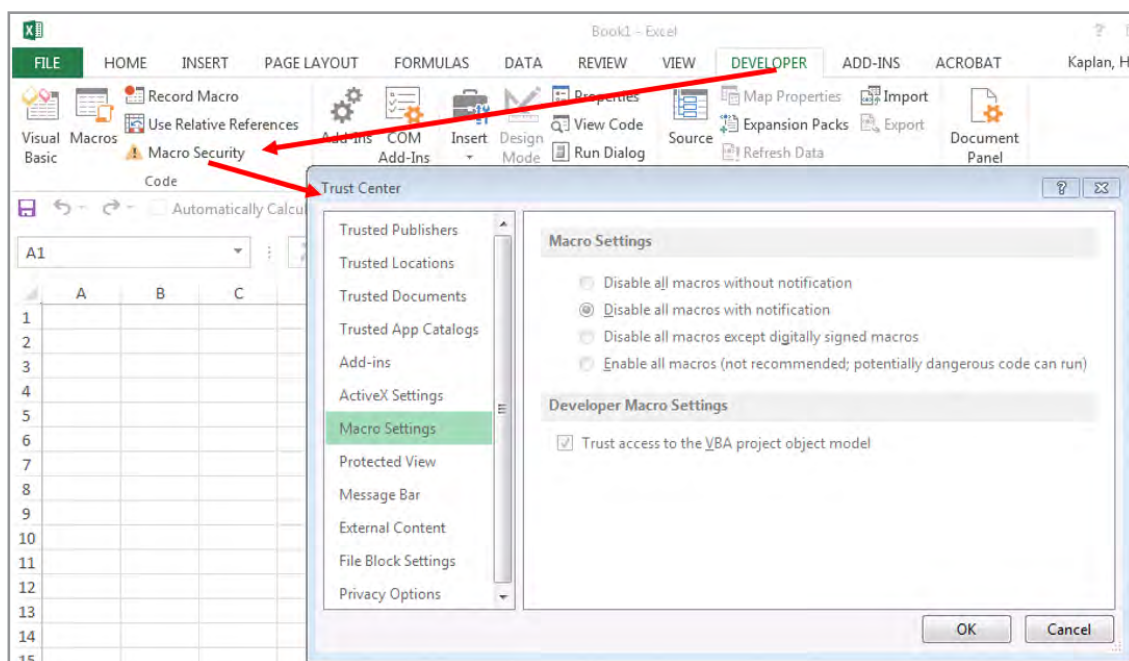 Book1 - Excel ?
FILE HOME INSERT PAGE LAYOUT FORMULAS DATA REVIEW VIEW DEVELOPER ADD-INS ACROBAT Kaplan, H
Record Macro Properties Map Properties Import
Use Relative References View Code Expansion Packs Export
Visual Basic Macros Macro Security Add-Ins COM Add-Ins Insert Design Mode Run Dialog Source Refresh Data Document Panel
Code
Automatically Calcul
Trust Center ?
A1
A B C
1
2
3
4
5
6
7
8
9
10
11
12
13
14
15
Trusted Publishers
Trusted Locations
Trusted Documents
Trusted App Catalogs
Add-ins
ActiveX Settings
Macro Settings
Protected View
Message Bar
External Content
File Block Settings
Privacy Options
Macro Settings
Disable all macros without notification
Disable all macros with notification
Disable all macros except digitally signed macros
Enable all macros (not recommended; potentially dangerous code can run)
Developer Macro Settings
Trust access to the VBA project object model
OK Cancel